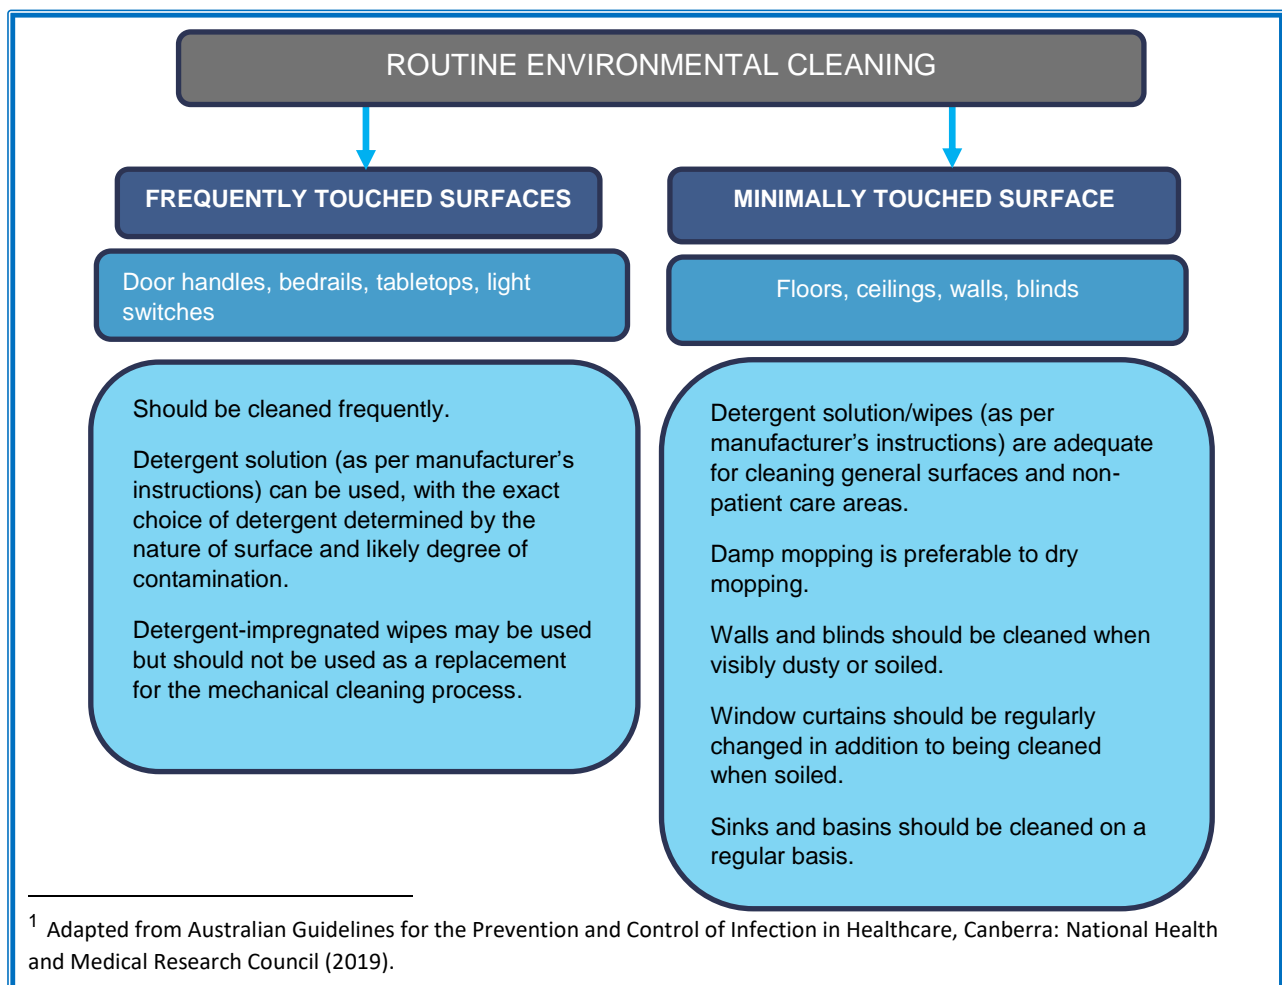 ROUTINE ENVIRONMENTAL CLEANING
FREQUENTLY TOUCHED SURFACES
Door handles, bedrails, tabletops, light
switches
Should be cleaned frequently.
Detergent solution (as per manufacturer’s
instructions) can be used, with the exact
choice of detergent determined by the
nature of surface and likely degree of
contamination.
Detergent-impregnated wipes may be used
but should not be used as a replacement
for the mechanical cleaning process.
MINIMALLY TOUCHED SURFACE
Floors, ceilings, walls, blinds
Detergent solution/wipes (as per
manufacturer’s instructions) are adequate
for cleaning general surfaces and non-
patient care areas.
Damp mopping is preferable to dry
mopping.
Walls and blinds should be cleaned when
visibly dusty or soiled.
Window curtains should be regularly
changed in addition to being cleaned
when soiled.
Sinks and basins should be cleaned on a
regular basis.
1 Adapted from Australian Guidelines for the Prevention and Control of Infection in Healthcare, Canberra: National Health
and Medical Research Council (2019).